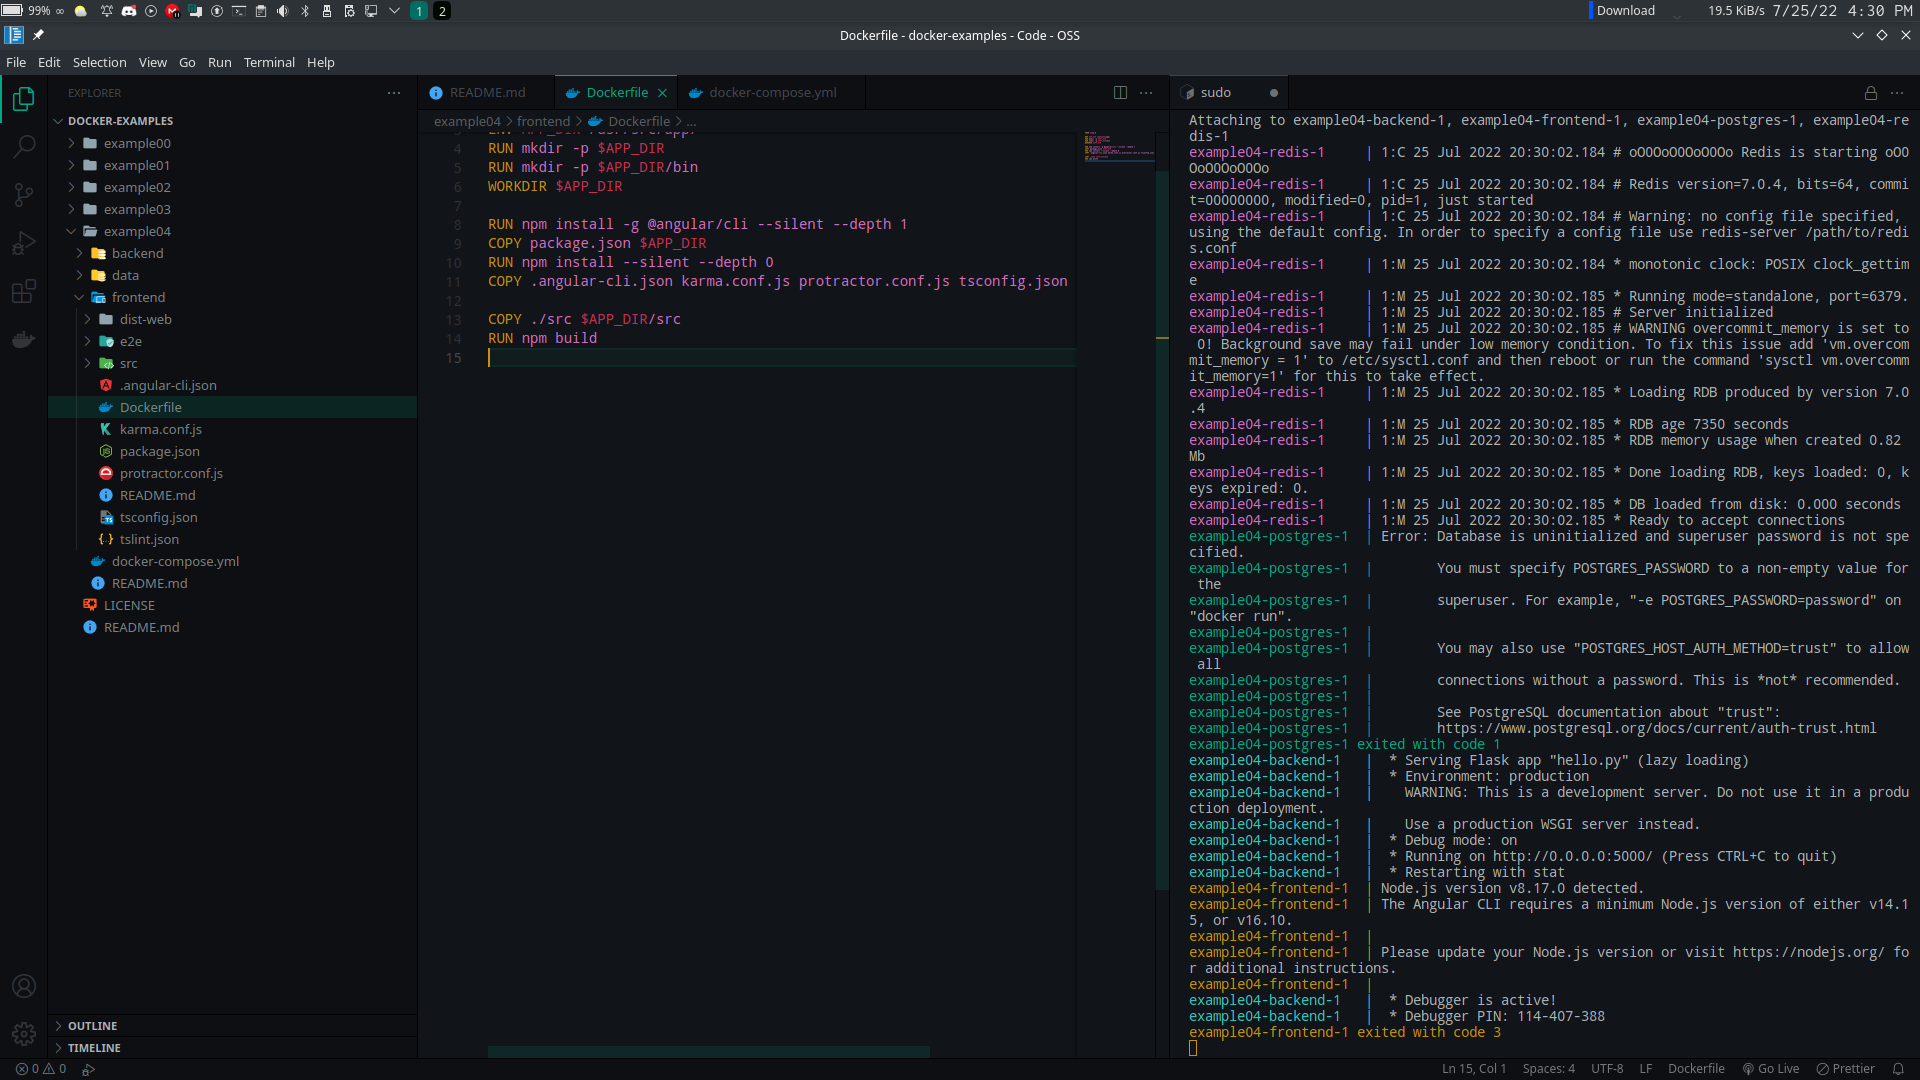 99%
1
2
Download
19.5 KiB/s
7/25/22 4:30 PM
Dockerfile - docker-examples - Code - OSS
File Edit Selection View Go Run Terminal Help
EXPLORER
DOCKER-EXAMPLES
example00
example01
example02
example03
example04
backend
data
frontend
dist-web
e2e
src
.angular-cli.json
Dockerfile
karma.conf.js
package.json
protractor.conf.js
README.md
tsconfig.json
tslint.json
docker-compose.yml
README.md
LICENSE
README.md
OUTLINE
TIMELINE
README.md
Dockerfile
docker-compose.yml
example04 > frontend > Dockerfile > ...
4 RUN mkdir -p $APP_DIR
5 RUN mkdir -p $APP_DIR/bin
6 WORKDIR $APP_DIR
7
8 RUN npm install -g @angular/cli --silent --depth 1
9 COPY package.json $APP_DIR
10 RUN npm install --silent --depth 0
11 COPY .angular-cli.json karma.conf.js protractor.conf.js tsconfig.json
12
13 COPY ./src $APP_DIR/src
14 RUN npm build
15
sudo
Attaching to example04-backend-1, example04-frontend-1, example04-postgres-1, example04-re
dis-1
example04-redis-1     | 1:C 25 Jul 2022 20:30:02.184 # oO0OoO0OoO0Oo Redis is starting oO0
OoO0OoO0Oo
example04-redis-1     | 1:C 25 Jul 2022 20:30:02.184 # Redis version=7.0.4, bits=64, commi
t=00000000, modified=0, pid=1, just started
example04-redis-1     | 1:C 25 Jul 2022 20:30:02.184 # Warning: no config file specified,
using the default config. In order to specify a config file use redis-server /path/to/redi
s.conf
example04-redis-1     | 1:M 25 Jul 2022 20:30:02.184 * monotonic clock: POSIX clock_gettim
e
example04-redis-1     | 1:M 25 Jul 2022 20:30:02.185 * Running mode=standalone, port=6379.
example04-redis-1     | 1:M 25 Jul 2022 20:30:02.185 # Server initialized
example04-redis-1     | 1:M 25 Jul 2022 20:30:02.185 # WARNING overcommit_memory is set to
0! Background save may fail under low memory condition. To fix this issue add 'vm.overcom
mit_memory = 1' to /etc/sysctl.conf and then reboot or run the command 'sysctl vm.overcomm
it_memory=1' for this to take effect.
example04-redis-1     | 1:M 25 Jul 2022 20:30:02.185 * Loading RDB produced by version 7.0
.4
example04-redis-1     | 1:M 25 Jul 2022 20:30:02.185 * RDB age 7350 seconds
example04-redis-1     | 1:M 25 Jul 2022 20:30:02.185 * RDB memory usage when created 0.82
Mb
example04-redis-1     | 1:M 25 Jul 2022 20:30:02.185 * Done loading RDB, keys loaded: 0, k
eys expired: 0.
example04-redis-1     | 1:M 25 Jul 2022 20:30:02.185 * DB loaded from disk: 0.000 seconds
example04-redis-1     | 1:M 25 Jul 2022 20:30:02.185 * Ready to accept connections
example04-postgres-1  | Error: Database is uninitialized and superuser password is not spe
cified.
example04-postgres-1  |        You must specify POSTGRES_PASSWORD to a non-empty value for
the
example04-postgres-1  |        superuser. For example, "-e POSTGRES_PASSWORD=password" on
"docker run".
example04-postgres-1  |
example04-postgres-1  |        You may also use "POSTGRES_HOST_AUTH_METHOD=trust" to allow
all
example04-postgres-1  |        connections without a password. This is *not* recommended.
example04-postgres-1  |
example04-postgres-1  |        See PostgreSQL documentation about "trust":
example04-postgres-1  |        https://www.postgresql.org/docs/current/auth-trust.html
example04-postgres-1 exited with code 1
example04-backend-1   |  * Serving Flask app "hello.py" (lazy loading)
example04-backend-1   |  * Environment: production
example04-backend-1   |    WARNING: This is a development server. Do not use it in a produ
ction deployment.
example04-backend-1   |    Use a production WSGI server instead.
example04-backend-1   |  * Debug mode: on
example04-backend-1   |  * Running on http://0.0.0.0:5000/ (Press CTRL+C to quit)
example04-backend-1   |  * Restarting with stat
example04-frontend-1  | Node.js version v8.17.0 detected.
example04-frontend-1  | The Angular CLI requires a minimum Node.js version of either v14.1
5, or v16.10.
example04-frontend-1  |
example04-frontend-1  | Please update your Node.js version or visit https://nodejs.org/ fo
r additional instructions.
example04-frontend-1  |
example04-backend-1   |  * Debugger is active!
example04-backend-1   |  * Debugger PIN: 114-407-388
example04-frontend-1 exited with code 3
0 0
Ln 15, Col 1 Spaces: 4 UTF-8 LF Dockerfile Go Live Prettier